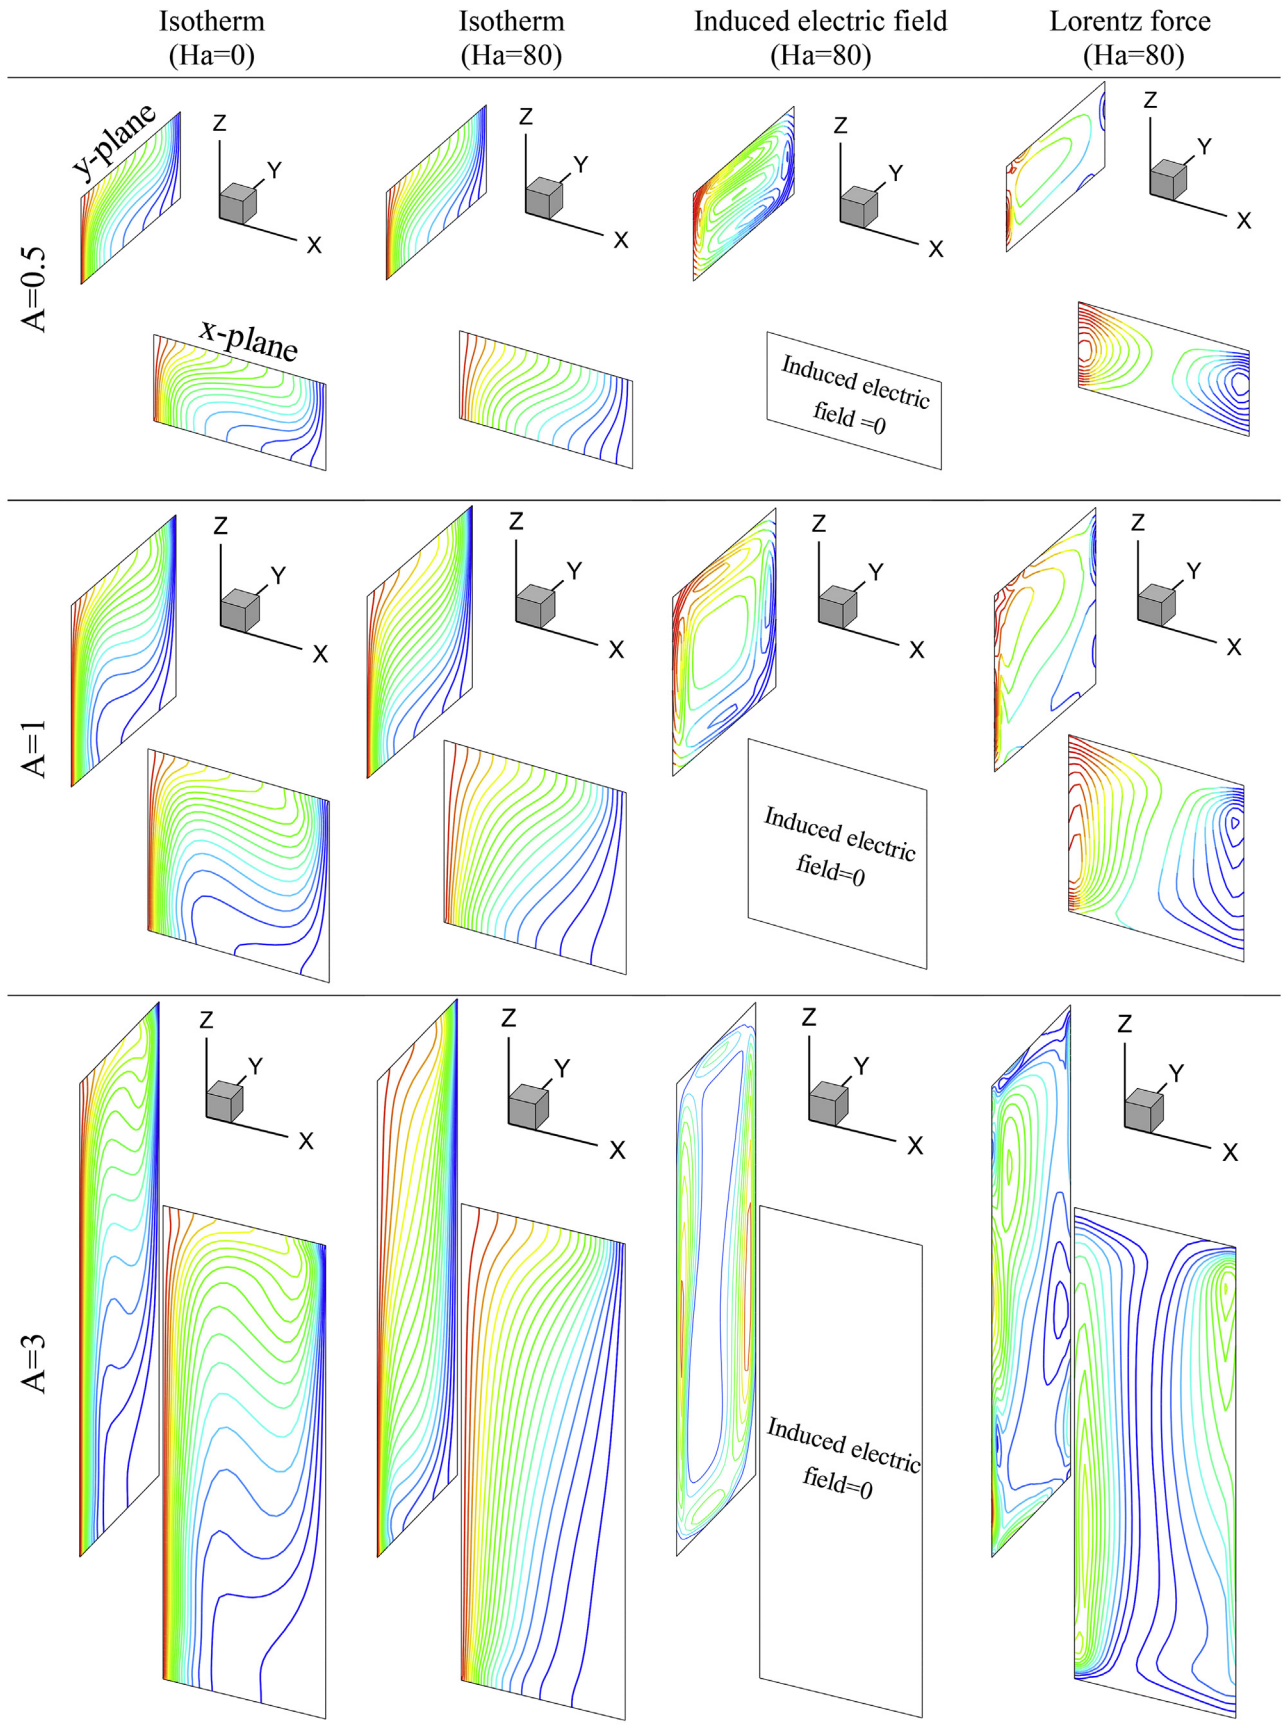 Isotherm
(Ha=0)
Isotherm
(Ha=80)
Induced electric field
(Ha=80)
Lorentz force
(Ha=80)
A=0.5
y-plane
Z
Y
X
Z
Y
X
Z
Y
X
Z
Y
X
x-plane
Induced electric
field =0
A=1
Z
Y
X
Z
Y
X
Z
Y
X
Z
Y
X
Induced electric
field=0
A=3
Z
Y
X
Z
Y
X
Z
Y
X
Z
Y
X
Induced electric
field=0